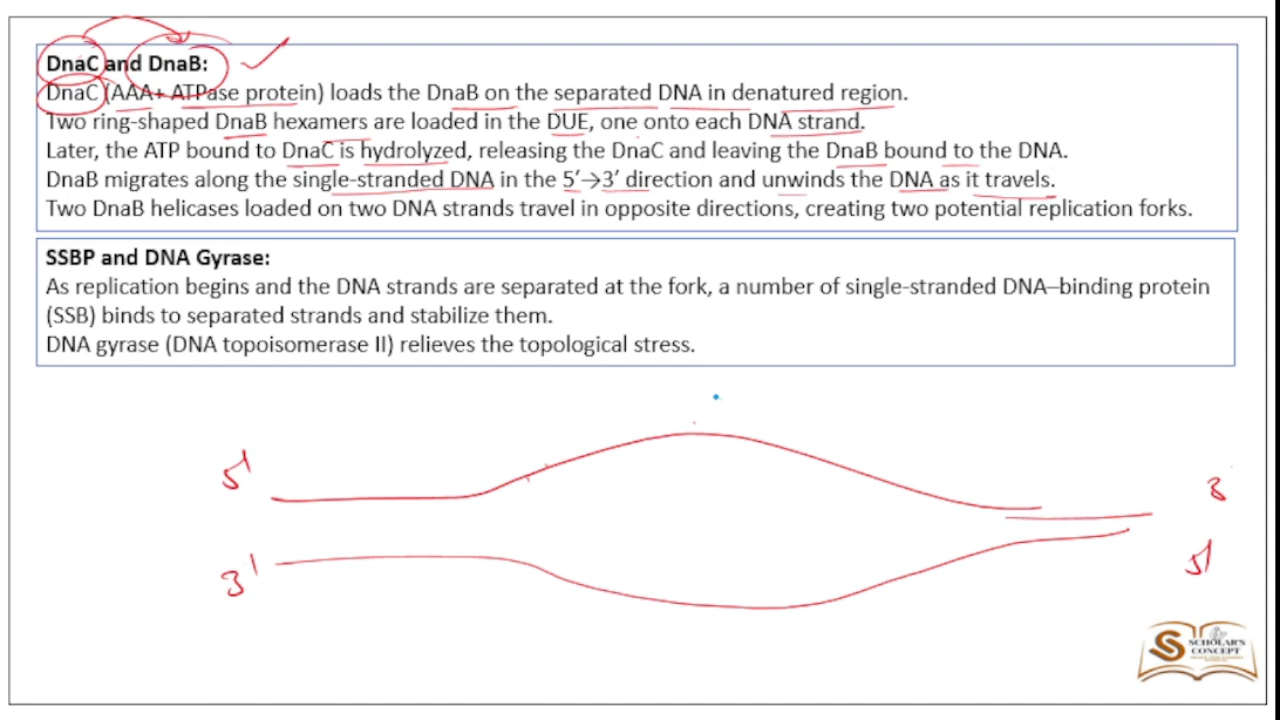 DnaC and DnaB:
DnaC (AAA+ ATPase protein) loads the DnaB on the separated DNA in denatured region.
Two ring-shaped DnaB hexamers are loaded in the DUE, one onto each DNA strand.
Later, the ATP bound to DnaC is hydrolyzed, releasing the DnaC and leaving the DnaB bound to the DNA.
DnaB migrates along the single-stranded DNA in the 5′→3′ direction and unwinds the DNA as it travels.
Two DnaB helicases loaded on two DNA strands travel in opposite directions, creating two potential replication forks.
SSBP and DNA Gyrase:
As replication begins and the DNA strands are separated at the fork, a number of single-stranded DNA–binding protein
(SSB) binds to separated strands and stabilize them.
DNA gyrase (DNA topoisomerase II) relieves the topological stress.
5'
3
3'
5'
SCHOLAR'S
CONCEPT